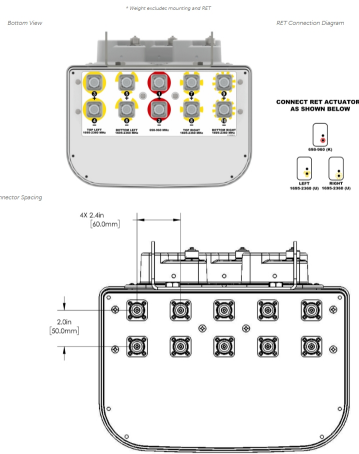 * Weight excludes mounting and RET
Bottom View
RET Connection Diagram
TOP LEFT
1695-2360 MHz
BOTTOM LEFT
1695-2360 MHz
698-960 MHz
TOP RIGHT
1695-2360 MHz
BOTTOM RIGHT
1695-2360 MHz
CONNECT RET ACTUATOR
AS SHOWN BELOW
698-960 (R)
LEFT
1695-2360 (U)
RIGHT
1695-2360 (U)
nnector Spacing
4X 2.4in
[60.0mm]
2.0in
[50.0mm]